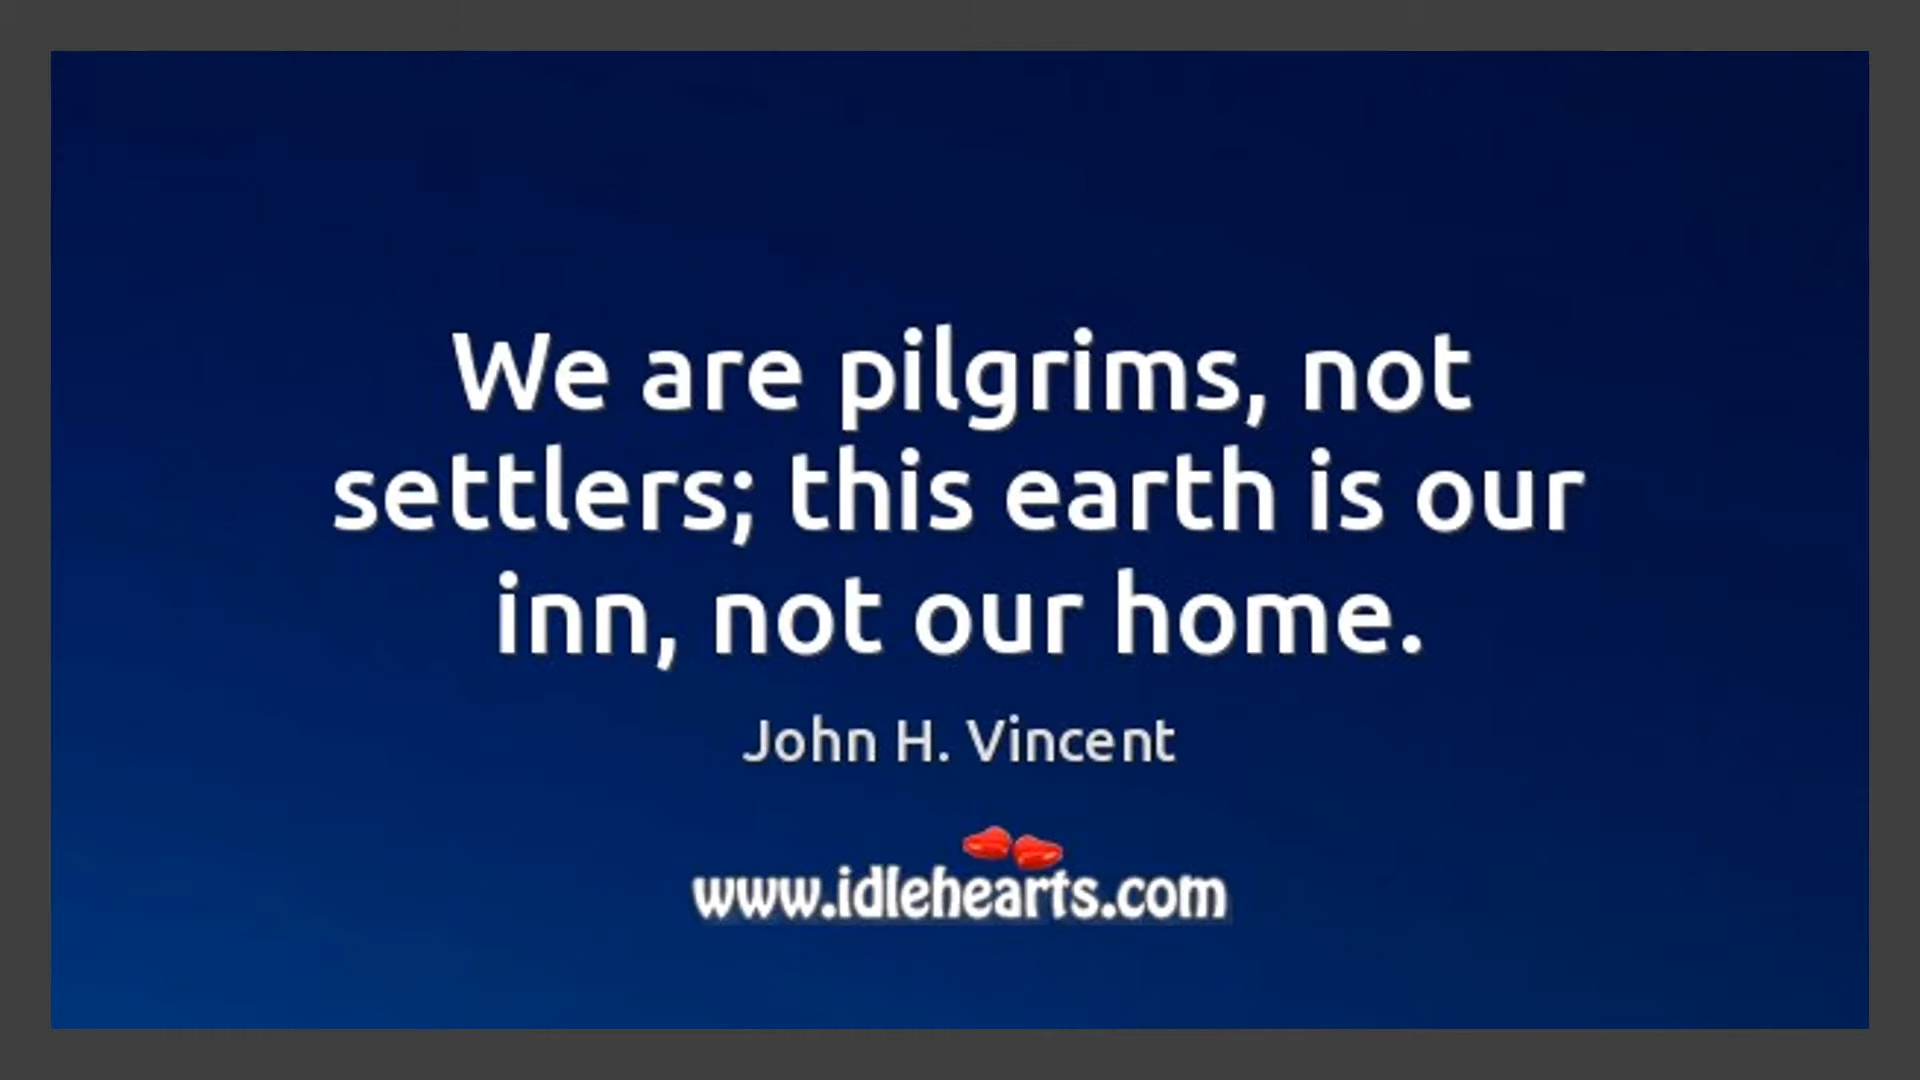 We are pilgrims, not
settlers; this earth is our
inn, not our home.
John H. Vincent
www.idlehearts.com